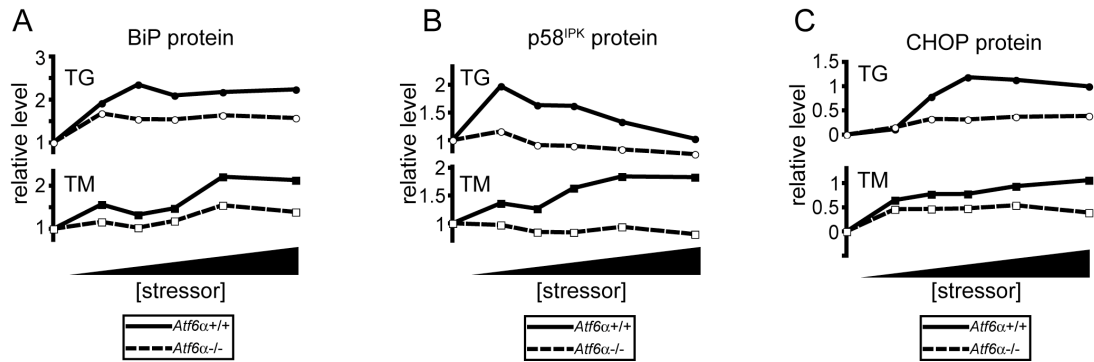 A
BiP protein
relative level
3
2
1
TG
2
1
TM
[stressor]
Atf6α+/+
Atf6α-/-
B
p58^IPK protein
relative level
2
1.5
1
TG
2
1.5
1
TM
[stressor]
Atf6α+/+
Atf6α-/-
C
CHOP protein
relative level
1.5
1
0.5
0
TG
1
0.5
0
TM
[stressor]
Atf6α+/+
Atf6α-/-